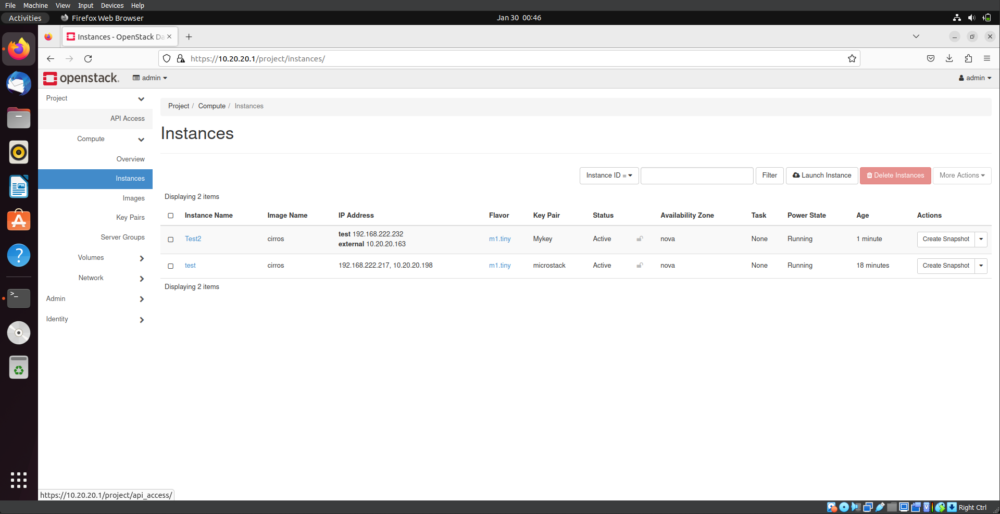 File Machine View Input Devices Help
Activities Firefox Web Browser Jan 30 00:46
Instances - OpenStack Da
https://10.20.20.1/project/instances/
openstack. admin admin
Project
API Access
Compute
Overview
Instances
Images
Key Pairs
Server Groups
Volumes
Network
Admin
Identity
Project / Compute / Instances
Instances
Instance ID = Filter Launch Instance Delete Instances More Actions
Displaying 2 items
Instance Name Image Name IP Address Flavor Key Pair Status Availability Zone Task Power State Age Actions
Test2 cirros test 192.168.222.232 external 10.20.20.163 m1.tiny Mykey Active nova None Running 1 minute Create Snapshot
test cirros 192.168.222.217, 10.20.20.198 m1.tiny microstack Active nova None Running 18 minutes Create Snapshot
Displaying 2 items
https://10.20.20.1/project/api_access/
Right Ctrl